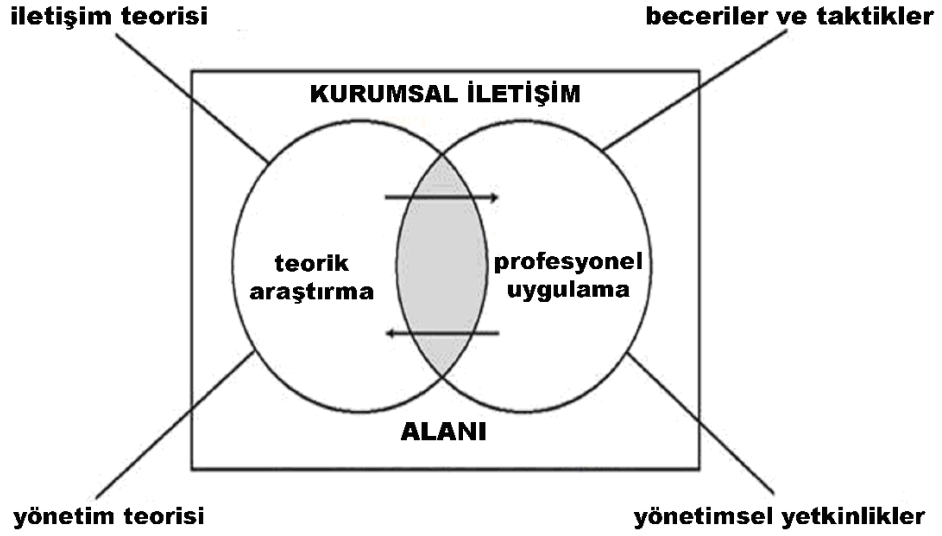 iletişim teorisi
beceriler ve taktikler
KURUMSAL İLETİŞİM
teorik
araştırma
profesyonel
uygulama
ALANI
yönetim teorisi
yönetimsel yetkinlikler